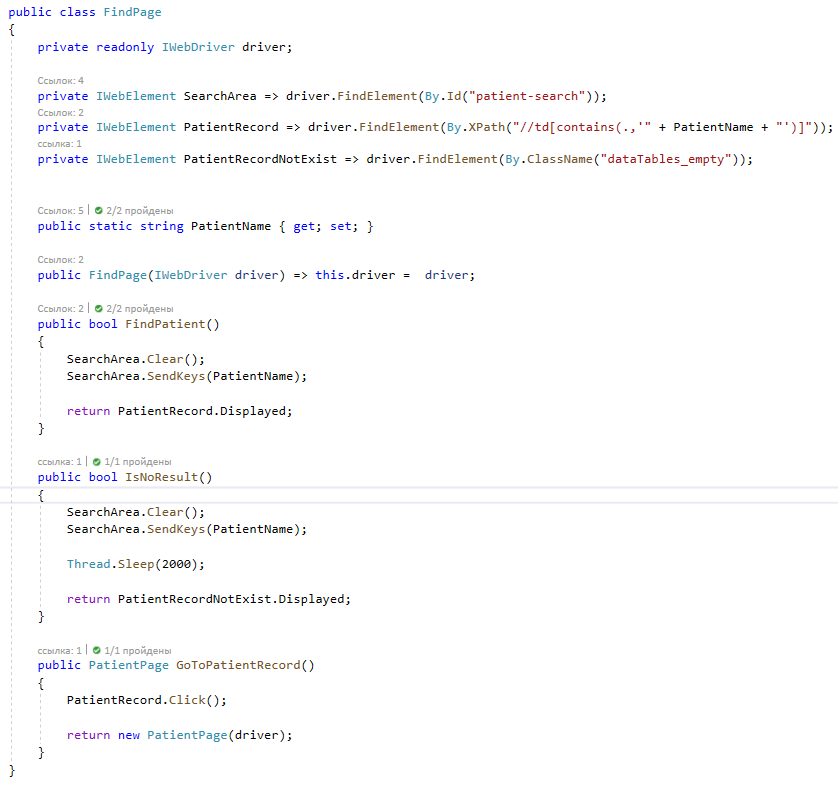 public class FindPage
{
    private readonly IWebDriver driver;

    Ссылок: 4
    private IWebElement SearchArea => driver.FindElement(By.Id("patient-search"));
    Ссылок: 2
    private IWebElement PatientRecord => driver.FindElement(By.XPath("//td[contains(.,'" + PatientName + "')]"));
    ссылка: 1
    private IWebElement PatientRecordNotExist => driver.FindElement(By.ClassName("dataTables_empty"));


    Ссылок: 5 | 2/2 пройдены
    public static string PatientName { get; set; }

    Ссылок: 2
    public FindPage(IWebDriver driver) => this.driver =  driver;

    Ссылок: 2 | 2/2 пройдены
    public bool FindPatient()
    {
        SearchArea.Clear();
        SearchArea.SendKeys(PatientName);

        return PatientRecord.Displayed;
    }

    ссылка: 1 | 1/1 пройдены
    public bool IsNoResult()
    {
        SearchArea.Clear();
        SearchArea.SendKeys(PatientName);

        Thread.Sleep(2000);

        return PatientRecordNotExist.Displayed;
    }

    ссылка: 1 | 1/1 пройдены
    public PatientPage GoToPatientRecord()
    {
        PatientRecord.Click();

        return new PatientPage(driver);
    }
}